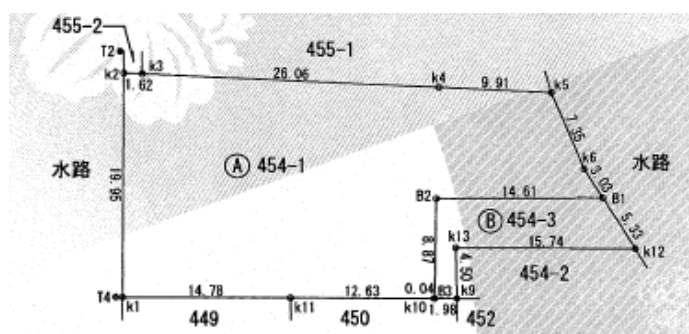 455-2
T2
k2
k3
455-1
k4
k5
1.62
26.06
9.91
7.35
水路
19.95
Ⓐ 454-1
k6
水路
3.03
B2
14.61
B1
Ⓑ 454-3
5.33
8.87
k13
15.74
k12
4.50
454-2
T4
k1
14.78
k11
12.63
0.04
B3
k10
1.98
k9
449
450
452